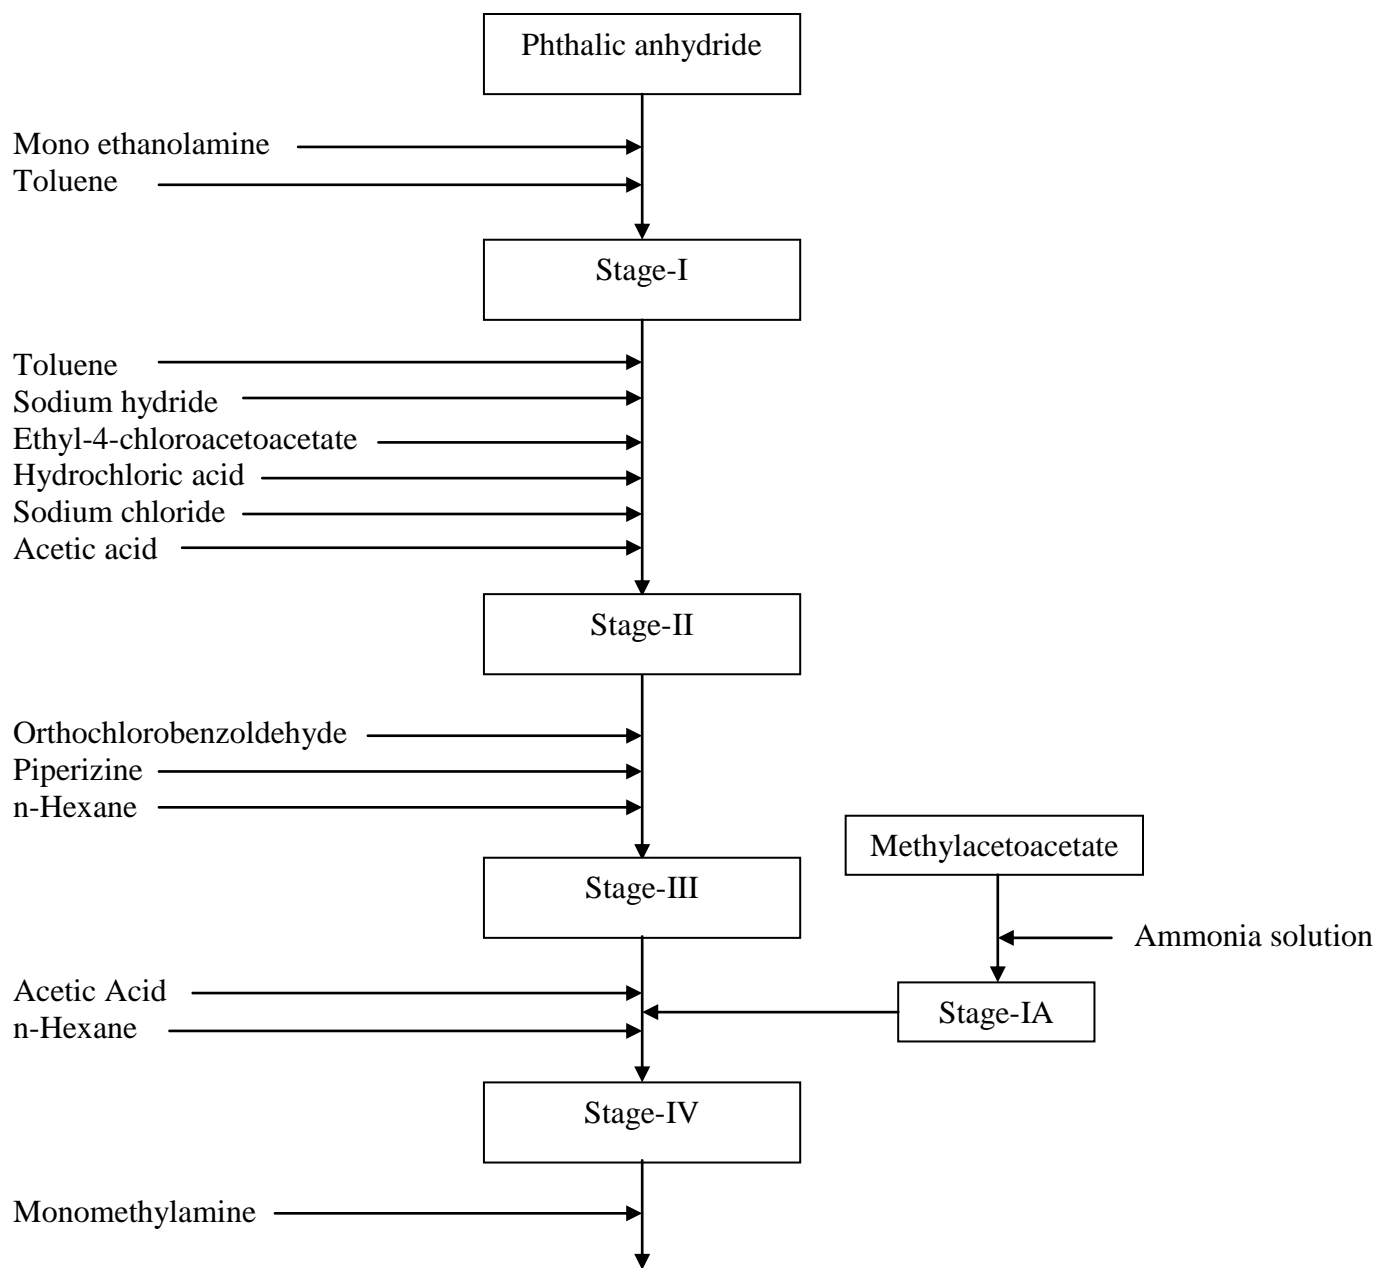 Phthalic anhydride
Mono ethanolamine
Toluene
Stage-I
Toluene
Sodium hydride
Ethyl-4-chloroacetoacetate
Hydrochloric acid
Sodium chloride
Acetic acid
Stage-II
Orthochlorobenzoldehyde
Piperizine
n-Hexane
Methylacetoacetate
Stage-III
Ammonia solution
Acetic Acid
n-Hexane
Stage-IA
Stage-IV
Monomethylamine